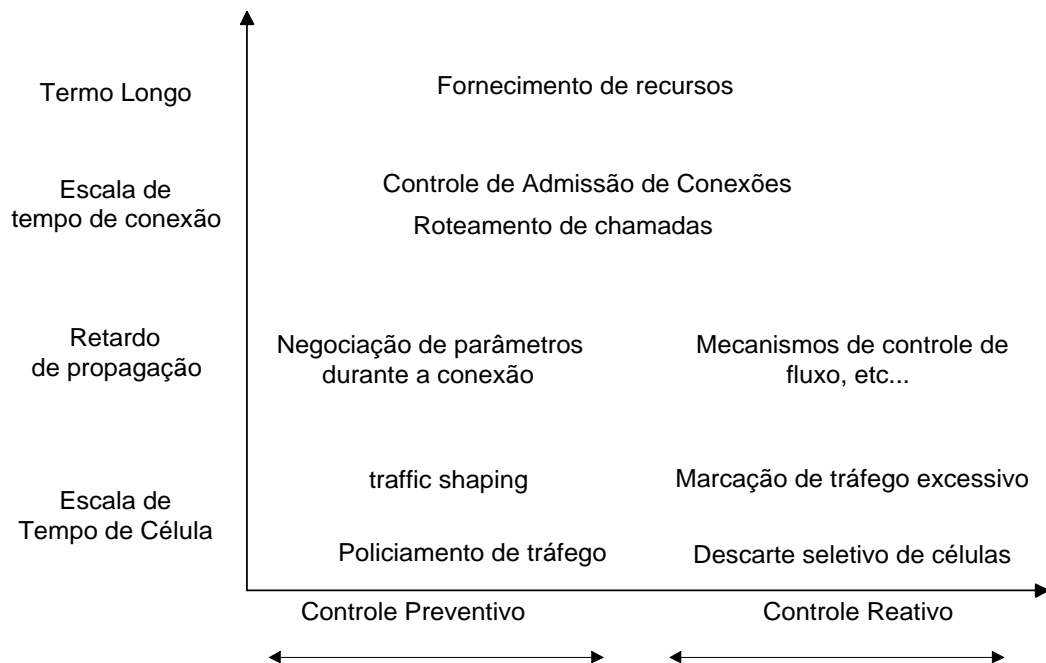 Termo Longo
Fornecimento de recursos
Escala de
tempo de conexão
Controle de Admissão de Conexões
Roteamento de chamadas
Retardo
de propagação
Negociação de parâmetros
durante a conexão
Mecanismos de controle de
fluxo, etc...
Escala de
Tempo de Célula
traffic shaping
Marcação de tráfego excessivo
Policiamento de tráfego
Descarte seletivo de células
Controle Preventivo
Controle Reativo